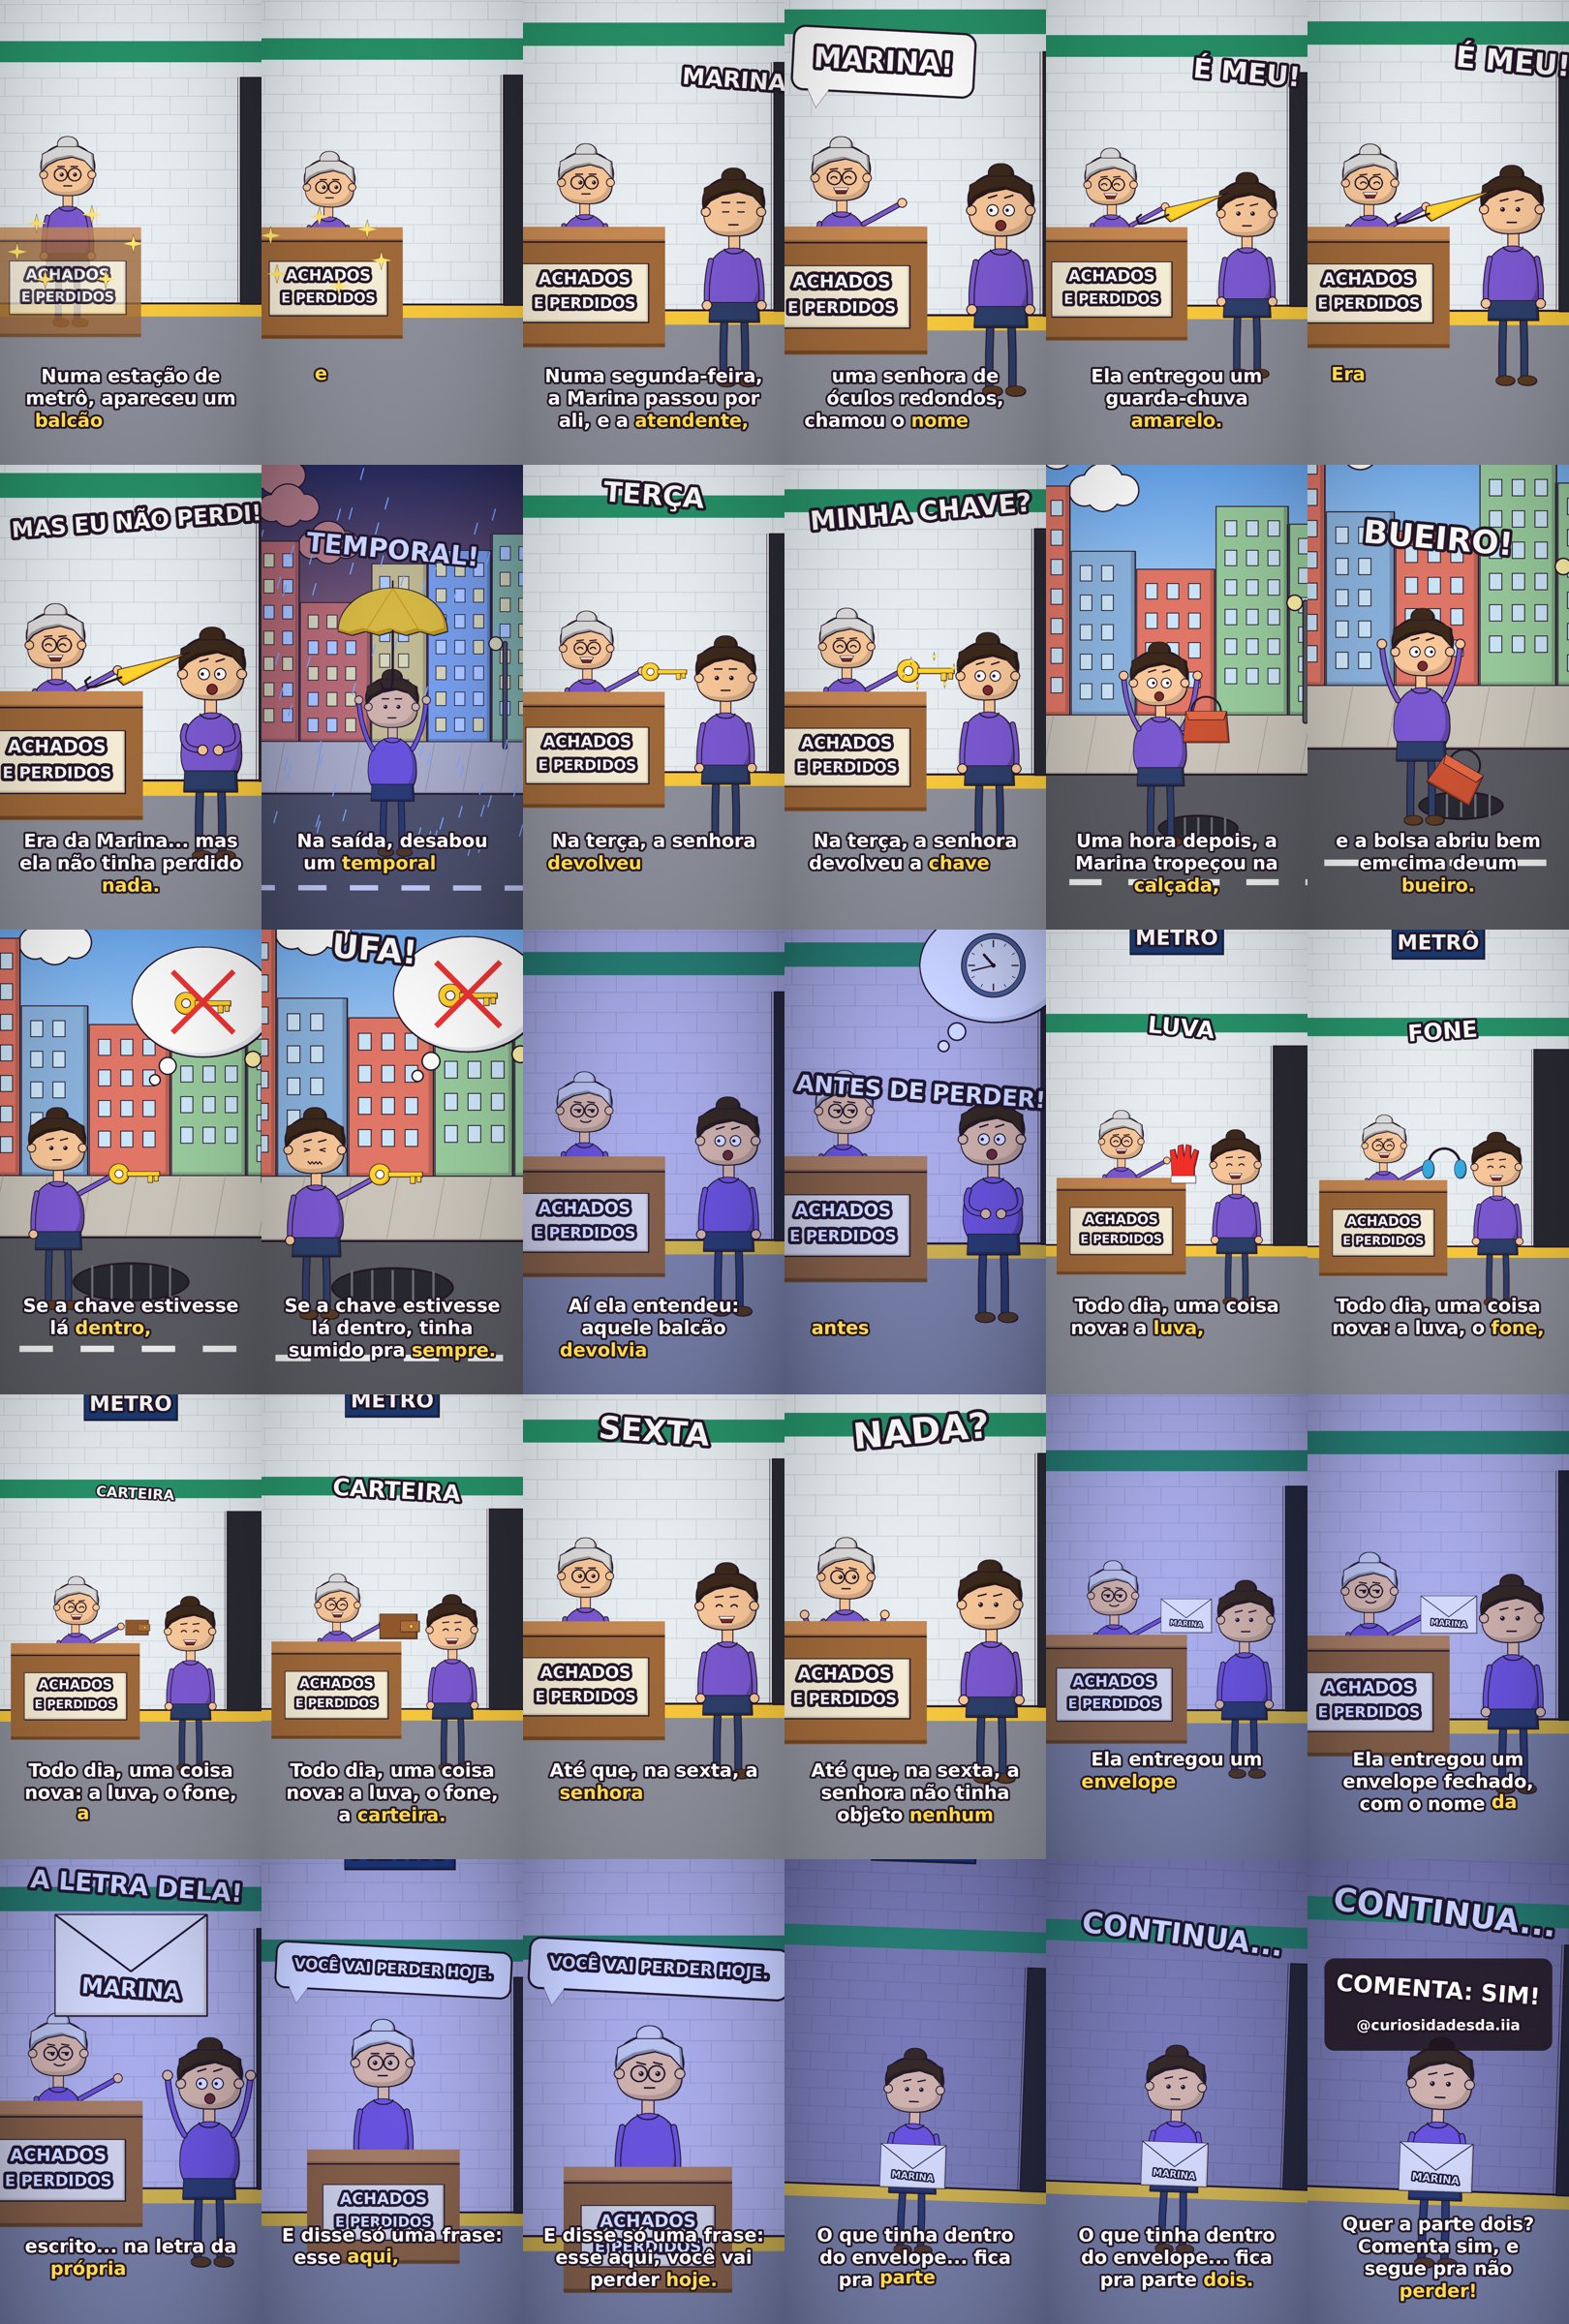 ACHADOS
E PERDIDOS
Numa estação de
metrô, apareceu um
balcão
ACHADOS
E PERDIDOS
e
MARINA
ACHADOS
E PERDIDOS
Numa segunda-feira,
a Marina passou por
ali, e a atendente,
MARINA!
ACHADOS
E PERDIDOS
uma senhora de
óculos redondos,
chamou o nome
É MEU!
ACHADOS
E PERDIDOS
Ela entregou um
guarda-chuva
amarelo.
É MEU!
ACHADOS
E PERDIDOS
Era
MAS EU NÃO PERDI!
ACHADOS
E PERDIDOS
Era da Marina... mas
ela não tinha perdido
nada.
TEMPORAL!
Na saída, desabou
um temporal
TERÇA
ACHADOS
E PERDIDOS
Na terça, a senhora
devolveu
MINHA CHAVE?
ACHADOS
E PERDIDOS
Na terça, a senhora
devolveu a chave
Uma hora depois, a
Marina tropeçou na
calçada,
BUEIRO!
e a bolsa abriu bem
em cima de um
bueiro.
Se a chave estivesse
lá dentro,
UFA!
Se a chave estivesse
lá dentro, tinha
sumido pra sempre.
ACHADOS
E PERDIDOS
Aí ela entendeu:
aquele balcão
devolvia
ANTES DE PERDER!
ACHADOS
E PERDIDOS
antes
METRÔ
LUVA
ACHADOS
E PERDIDOS
Todo dia, uma coisa
nova: a luva,
METRÔ
FONE
ACHADOS
E PERDIDOS
Todo dia, uma coisa
nova: a luva, o fone,
METRÔ
CARTEIRA
ACHADOS
E PERDIDOS
Todo dia, uma coisa
nova: a luva, o fone,
a
METRÔ
CARTEIRA
ACHADOS
E PERDIDOS
Todo dia, uma coisa
nova: a luva, o fone,
a carteira.
SEXTA
ACHADOS
E PERDIDOS
Até que, na sexta, a
senhora
NADA?
ACHADOS
E PERDIDOS
Até que, na sexta, a
senhora não tinha
objeto nenhum
MARINA
ACHADOS
E PERDIDOS
Ela entregou um
envelope
MARINA
ACHADOS
E PERDIDOS
Ela entregou um
envelope fechado,
com o nome da
A LETRA DELA!
MARINA
ACHADOS
E PERDIDOS
escrito... na letra da
própria
VOCÊ VAI PERDER HOJE.
ACHADOS
E PERDIDOS
E disse só uma frase:
esse aqui,
VOCÊ VAI PERDER HOJE.
ACHADOS
E PERDIDOS
E disse só uma frase:
esse aqui, você vai
perder hoje.
MARINA
O que tinha dentro
do envelope... fica
pra parte
CONTINUA...
MARINA
O que tinha dentro
do envelope... fica
pra parte dois.
CONTINUA...
COMENTA: SIM!
@curiosidadesda.iia
MARINA
Quer a parte dois?
Comenta sim, e
segue pra não
perder!